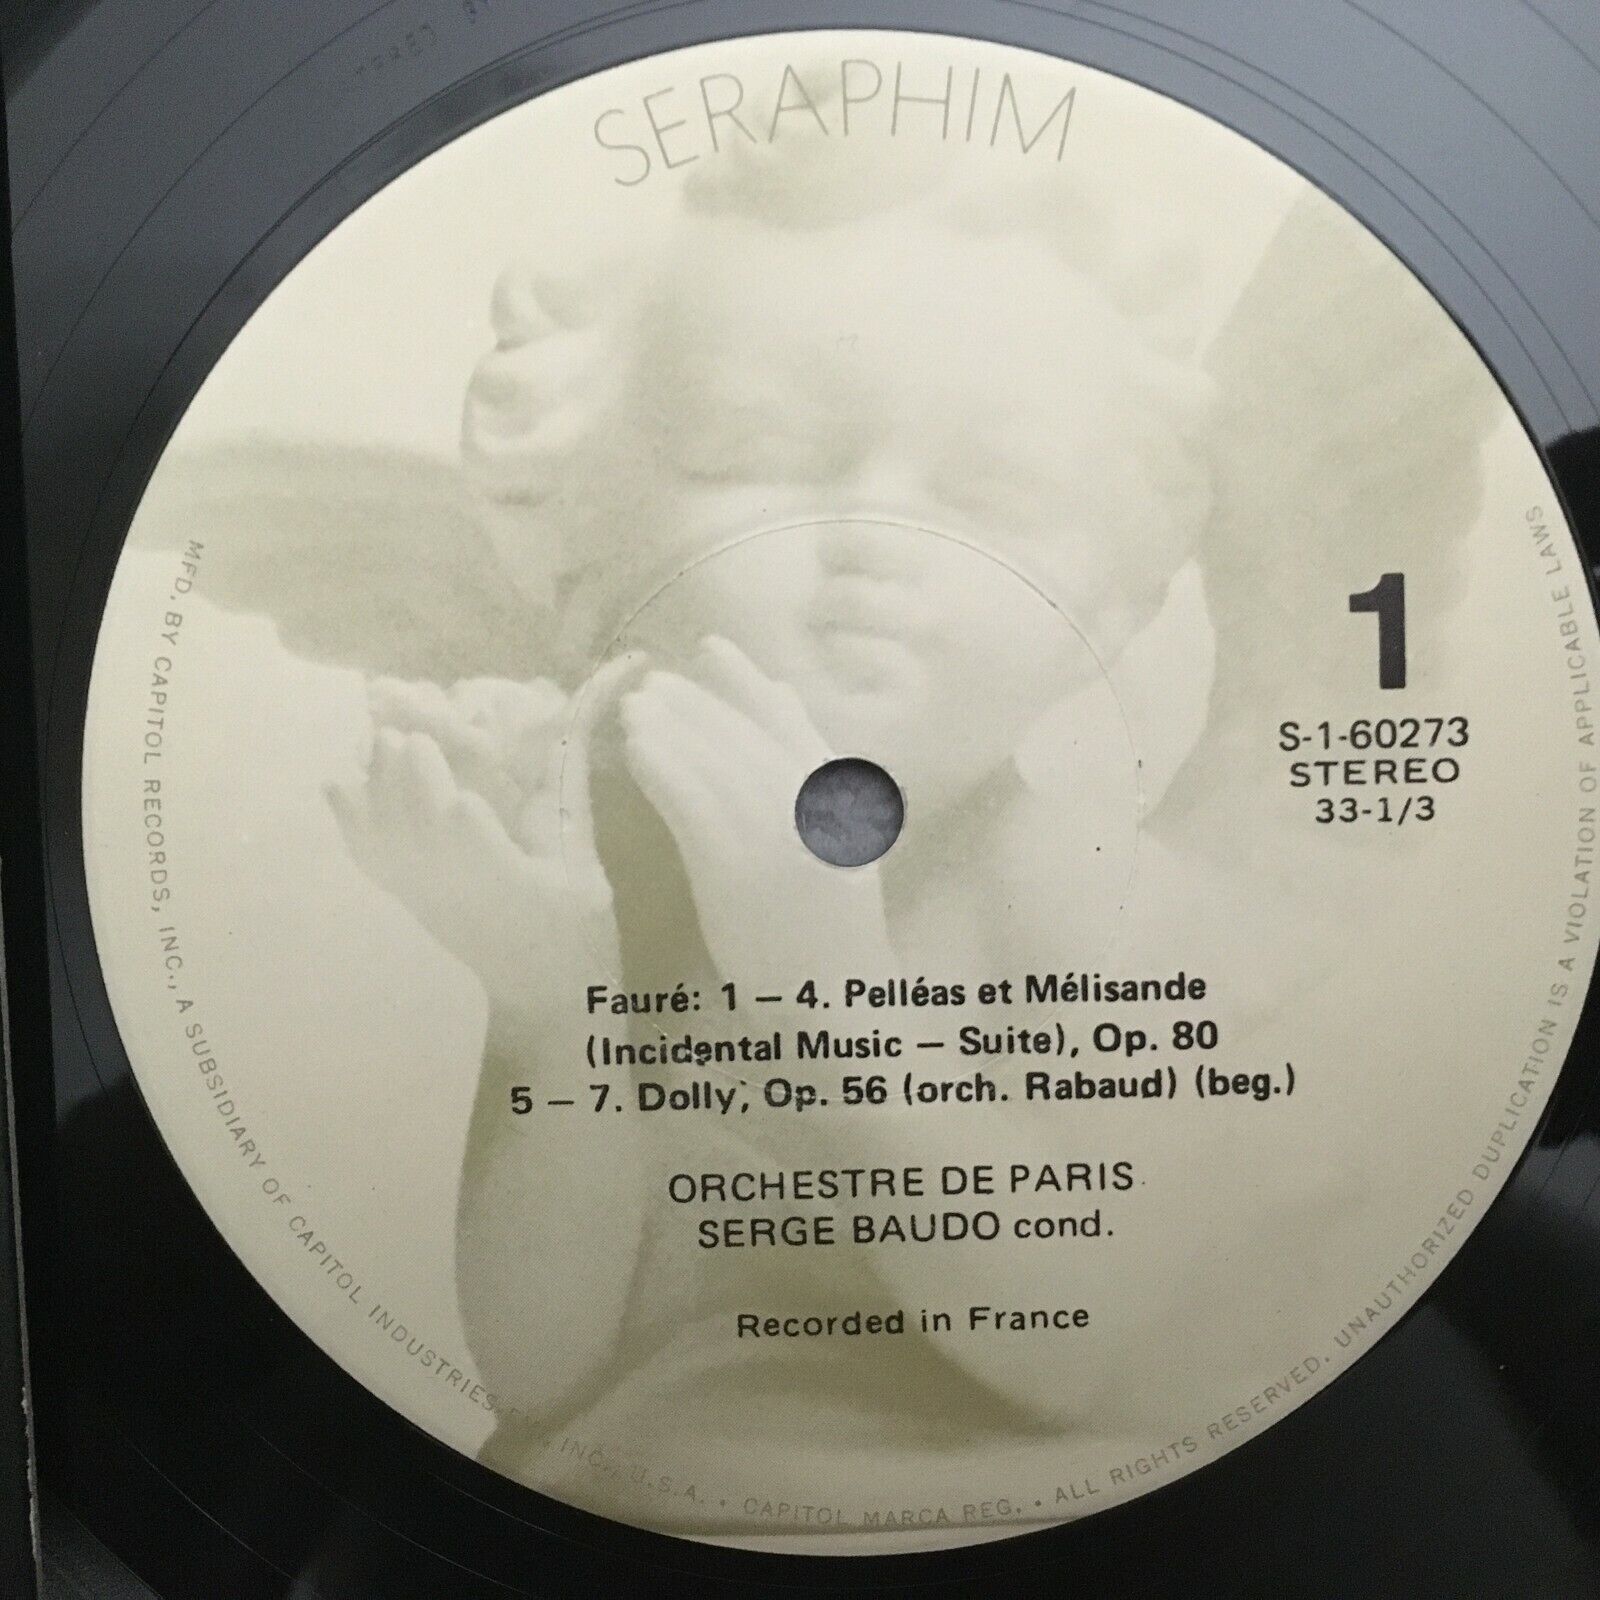 SERAPHIM
1
S-1-60273
STEREO
33-1/3
Fauré: 1 – 4. Pelléas et Mélisande
(Incidental Music – Suite), Op. 80
5 – 7. Dolly, Op. 56 (orch. Rabaud) (beg.)
ORCHESTRE DE PARIS
SERGE BAUDO cond.
Recorded in France
MFD. BY CAPITOL RECORDS, INC., A SUBSIDIARY OF CAPITOL INDUSTRIES INC., U.S.A. • CAPITOL MARCA REG. • ALL RIGHTS RESERVED. UNAUTHORIZED DUPLICATION IS A VIOLATION OF APPLICABLE LAWS